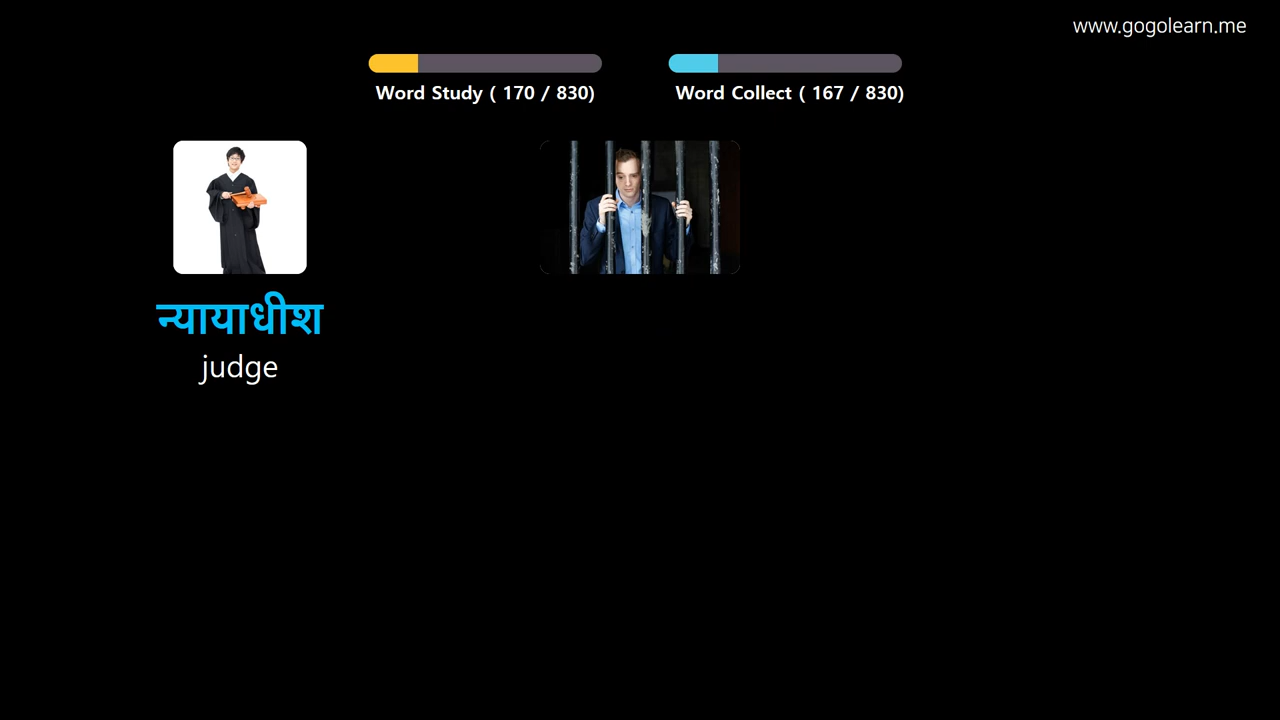 www.gogolearn.me
Word Study ( 170 / 830)
Word Collect ( 167 / 830)
न्यायाधीश
judge